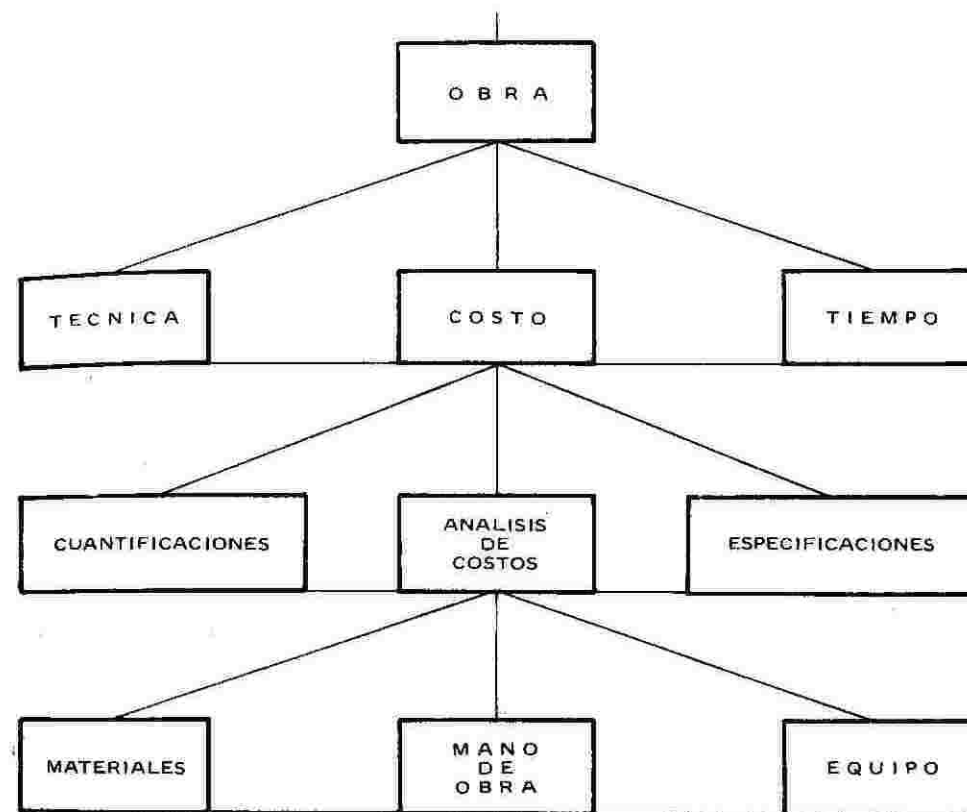 OBRA
TECNICA
COSTO
TIEMPO
CUANTIFICACIONES
ANALISIS
DE
COSTOS
ESPECIFICACIONES
MATERIALES
MANO
DE
OBRA
EQUIPO